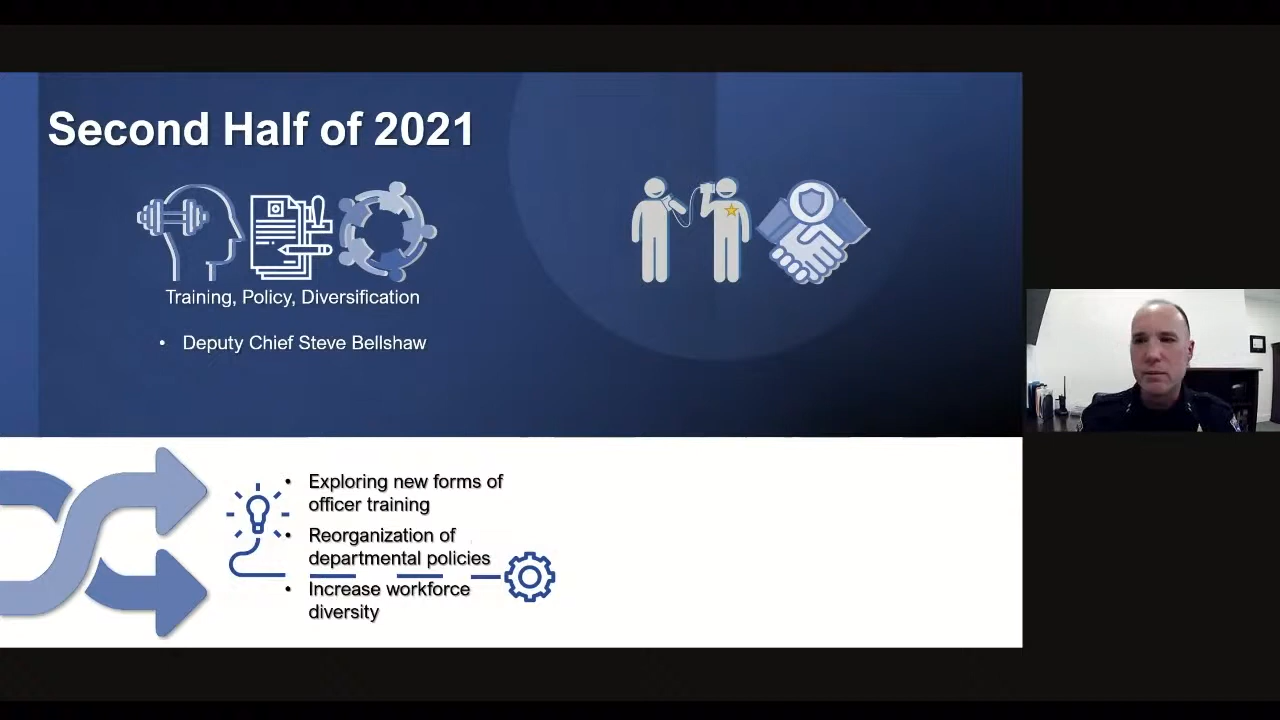 Second Half of 2021
Training, Policy, Diversification
• Deputy Chief Steve Bellshaw
• Exploring new forms of
officer training
• Reorganization of
departmental policies
• Increase workforce
diversity